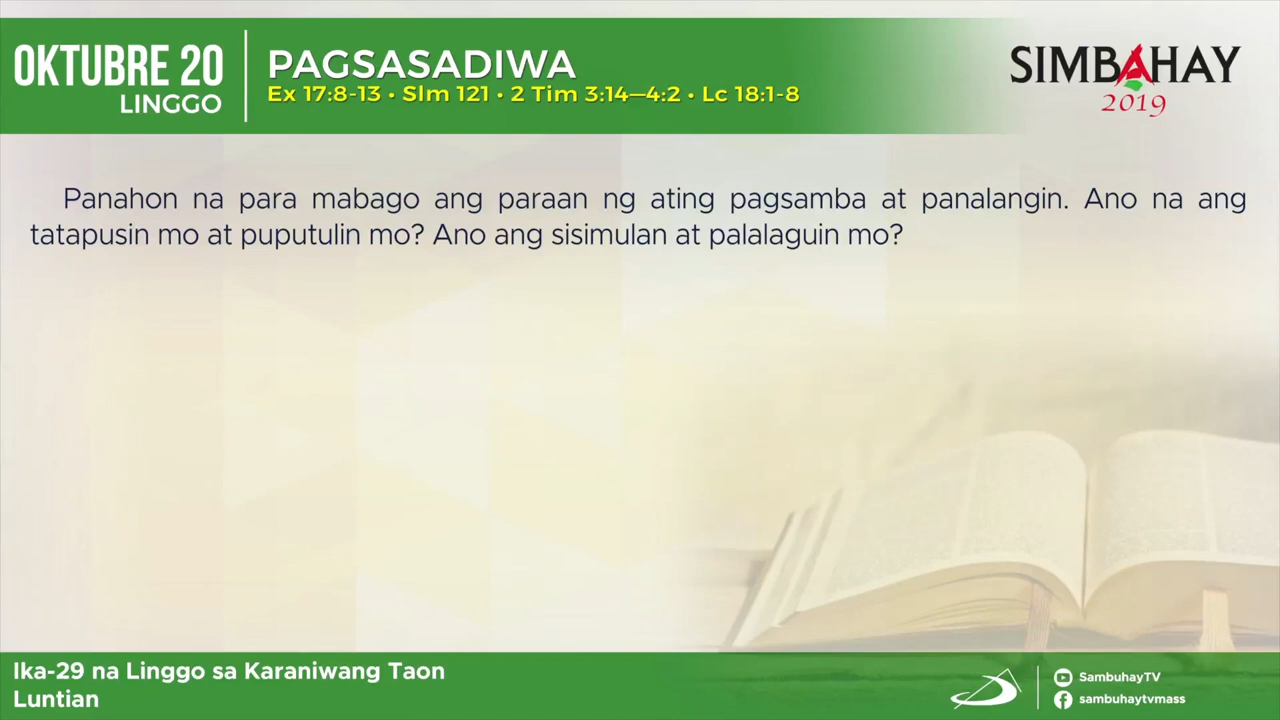 OKTUBRE 20
LINGGO
PAGSASADIWA
Ex 17:8-13 • Slm 121 • 2 Tim 3:14—4:2 • Lc 18:1-8
SIMBAHAY
2019
Panahon na para mabago ang paraan ng ating pagsamba at panalangin. Ano na ang
tatapusin mo at puputulin mo? Ano ang sisimulan at palalaguin mo?
Ika-29 na Linggo sa Karaniwang Taon
Luntian
SambuhayTV
sambuhaytvmass